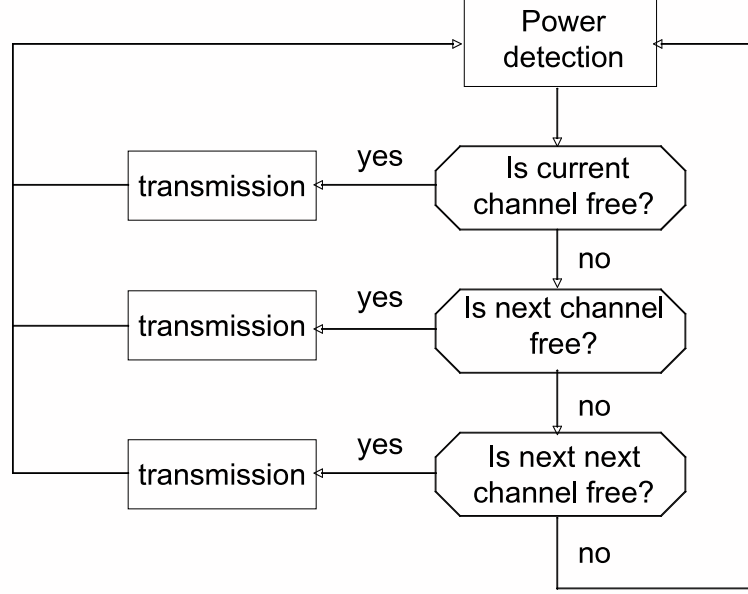 Power
detection
yes
Is current
channel free?
transmission
no
yes
Is next channel
free?
transmission
no
yes
Is next next
channel free?
transmission
no